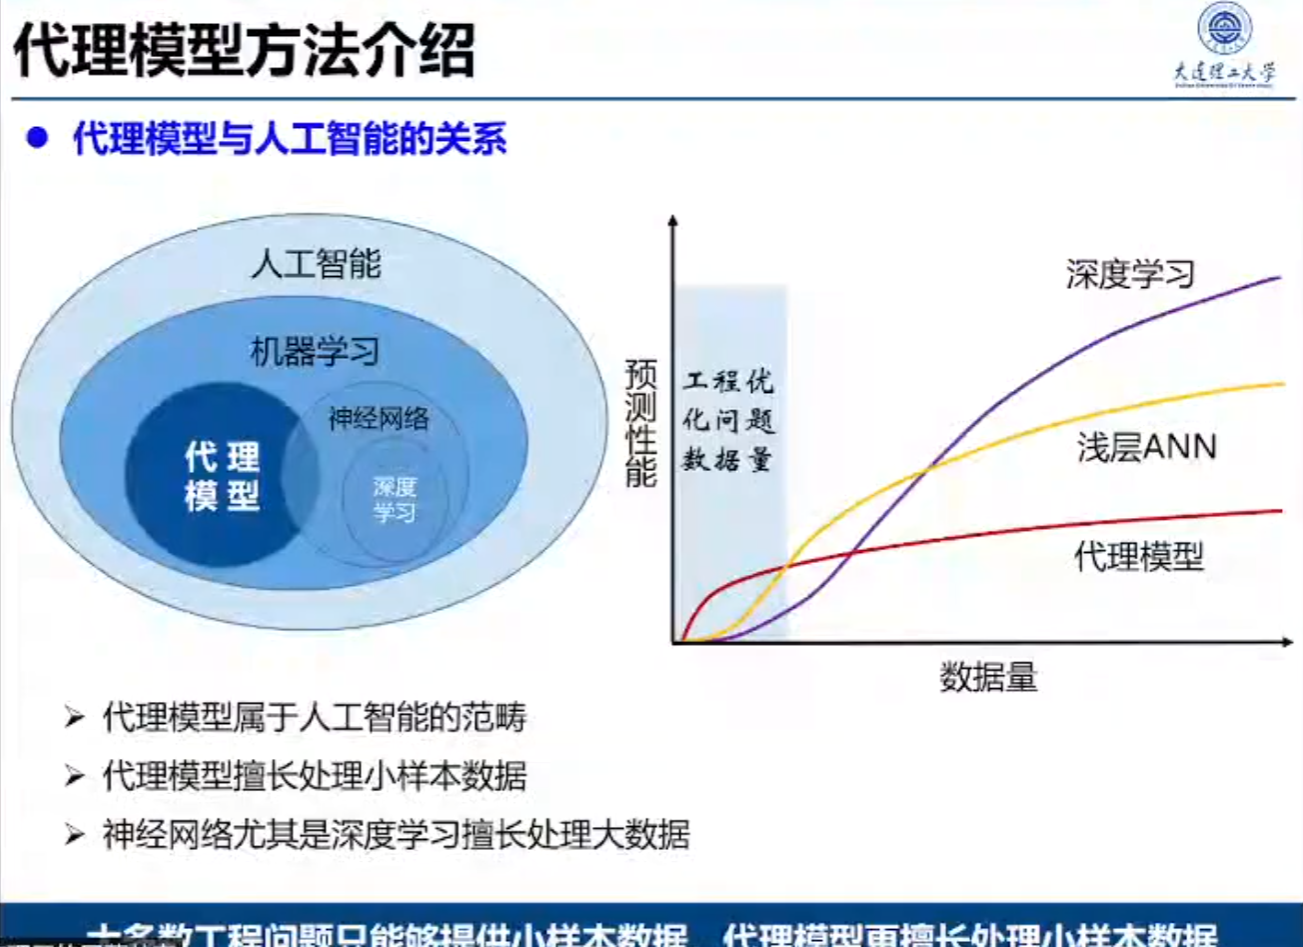 代理模型方法介绍
大连理工大学
代理模型与人工智能的关系
人工智能
机器学习
代理
模型
神经网络
深度
学习
预测性能
工程优
化问题
数据量
深度学习
浅层ANN
代理模型
数据量
代理模型属于人工智能的范畴
代理模型擅长处理小样本数据
神经网络尤其是深度学习擅长处理大数据
大多数工程问题只能够提供小样本数据，代理模型更擅长处理小样本数据